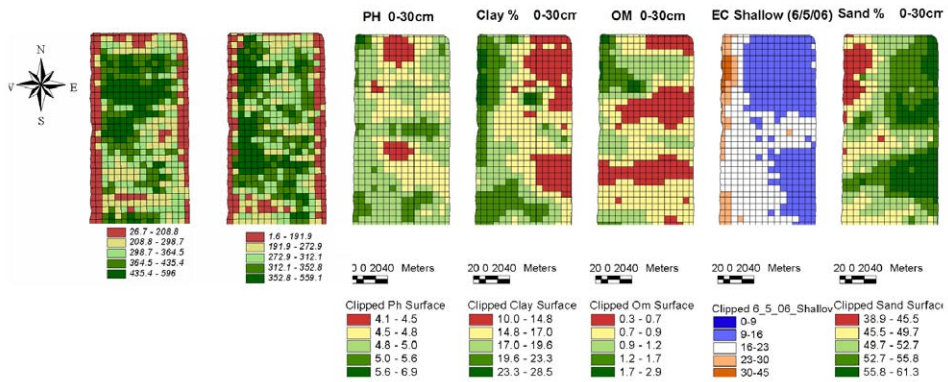 PH 0-30cm
Clay % 0-30cm
OM 0-30cm
EC Shallow (6/5/06)
Sand % 0-30cm
N
E
S
26.7 - 208.8
208.8 - 298.7
298.7 - 364.5
364.5 - 435.4
435.4 - 596
1.6 - 191.9
191.9 - 272.9
272.9 - 312.1
312.1 - 352.8
352.8 - 559.1
0 2040 Meters
20 0 2040 Meters
20 0 2040 Meters
20 0 2040 Meters
20 0 2040 Meters
Clipped Ph Surface
4.1 - 4.5
4.5 - 4.8
4.8 - 5.0
5.0 - 5.6
5.6 - 6.9
Clipped Clay Surface
10.0 - 14.8
14.8 - 17.0
17.0 - 19.6
19.6 - 23.3
23.3 - 28.5
Clipped Om Surface
0.3 - 0.7
0.7 - 0.9
0.9 - 1.2
1.2 - 1.7
1.7 - 2.9
Clipped 6_5_06_Shallov
0-9
9-16
16-23
23-30
30-45
Clipped Sand Surface
38.9 - 45.5
45.5 - 49.7
49.7 - 52.7
52.7 - 55.8
55.8 - 61.3